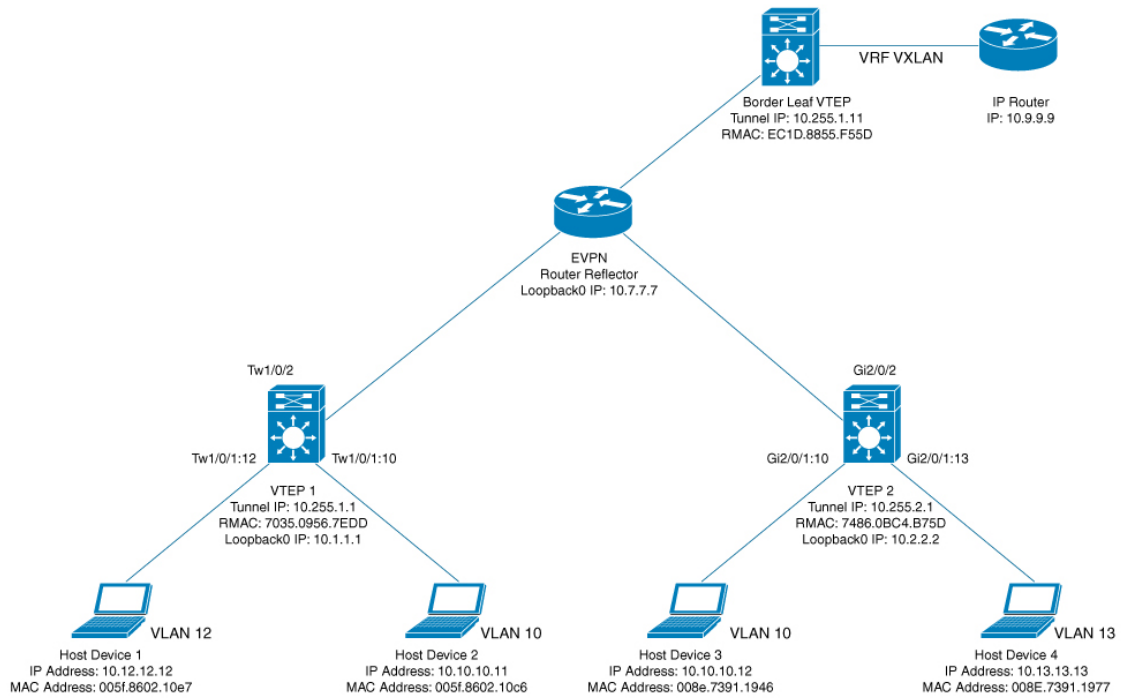 VRF VXLAN
Border Leaf VTEP
Tunnel IP: 10.255.1.11
RMAC: EC1D.8855.F55D
IP Router
IP: 10.9.9.9
EVPN
Router Reflector
Loopback0 IP: 10.7.7.7
Tw1/0/2
Gi2/0/2
Tw1/0/1:12
Tw1/0/1:10
Gi2/0/1:10
Gi2/0/1:13
VTEP 1
Tunnel IP: 10.255.1.1
RMAC: 7035.0956.7EDD
Loopback0 IP: 10.1.1.1
VTEP 2
Tunnel IP: 10.255.2.1
RMAC: 7486.0BC4.B75D
Loopback0 IP: 10.2.2.2
VLAN 12
Host Device 1
IP Address: 10.12.12.12
MAC Address: 005f.8602.10e7
VLAN 10
Host Device 2
IP Address: 10.10.10.11
MAC Address: 005f.8602.10c6
VLAN 10
Host Device 3
IP Address: 10.10.10.12
MAC Address: 008e.7391.1946
VLAN 13
Host Device 4
IP Address: 10.13.13.13
MAC Address: 008E.7391.1977